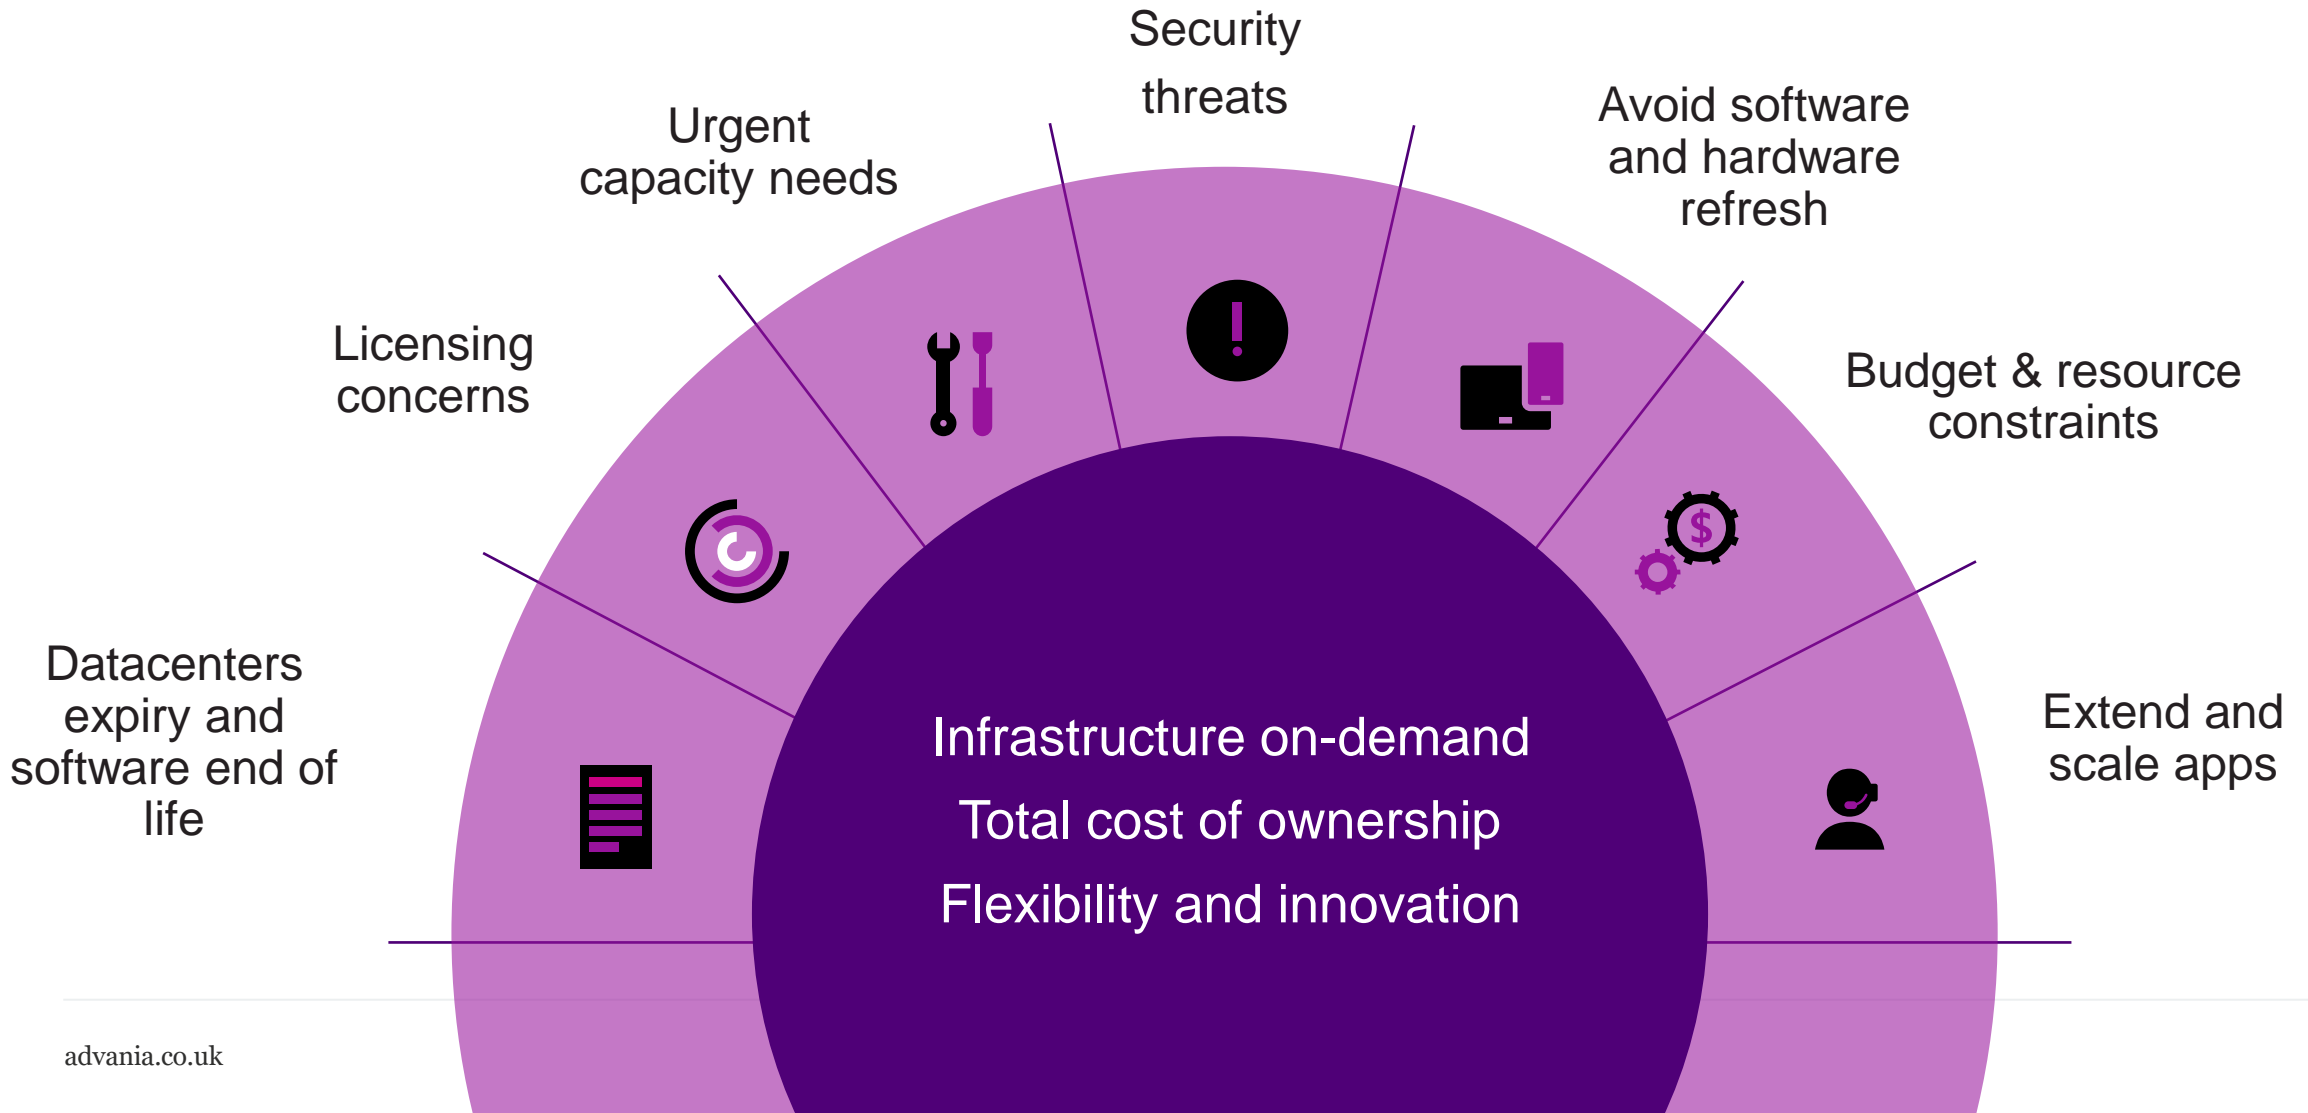 Security
threats
Urgent
capacity needs
Avoid software
and hardware
refresh
Licensing
concerns
Budget & resource
constraints
Datacenters
expiry and
software end of
life
Extend and
scale apps
$
Infrastructure on-demand
Total cost of ownership
Flexibility and innovation
advania.co.uk